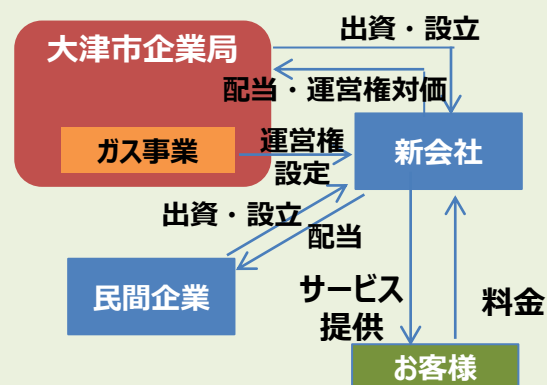 出資・設立
大津市企業局
配当・運営権対価
ガス事業
運営権
設定
新会社
出資・設立
配当
民間企業
サービス
提供
料金
お客様